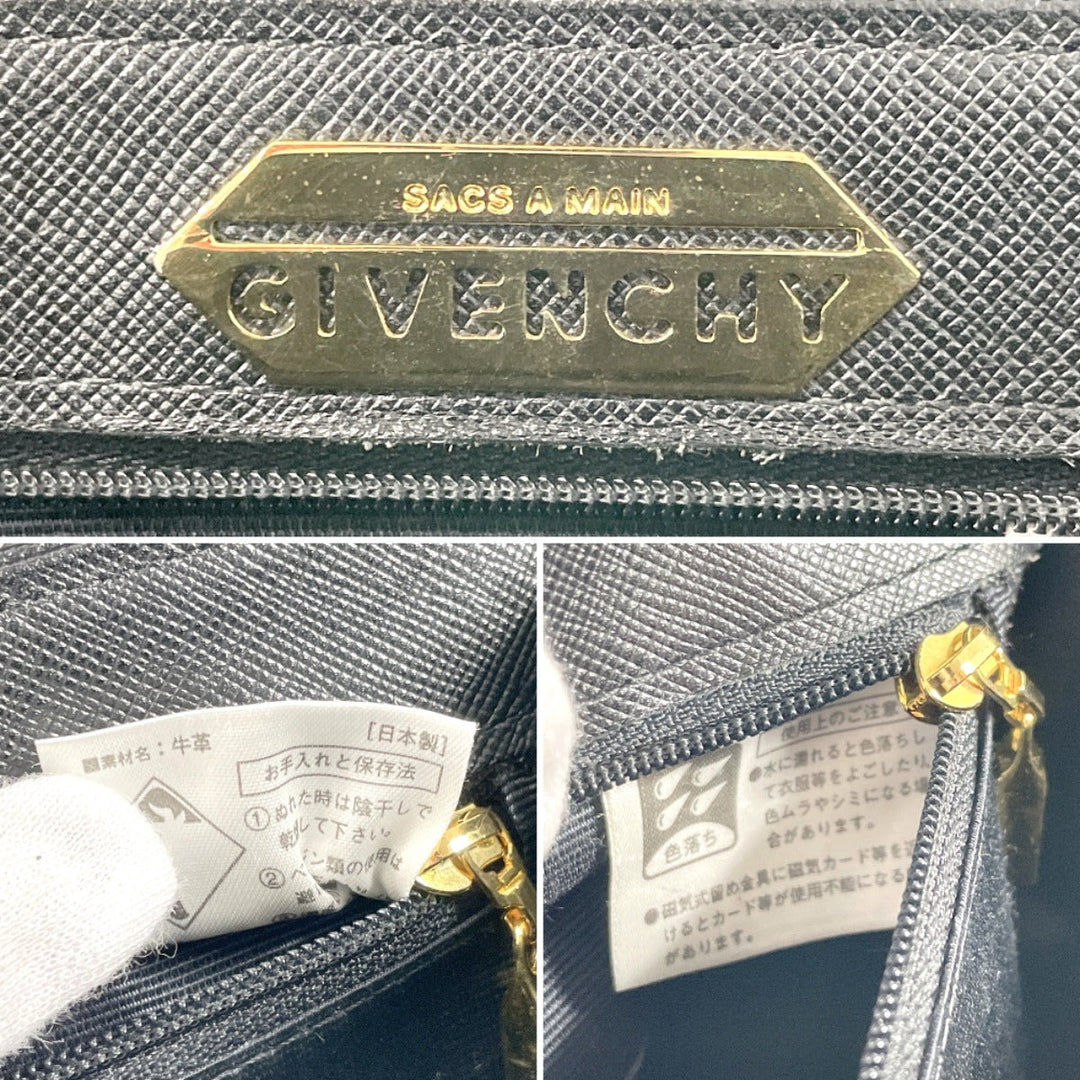 SACS A MAIN
GIVENCHY
素材名：牛革
[日本製]
お手入れと保存法
① ぬれた時は陰干しで
乾かして下さい。
② ベンジン類の使用は
使用上のご注意
●水に濡れると色落ちし
て衣服等をよごしたり、
色ムラやシミになる場
合があります。
色落ち
●磁気式留め金具に磁気カード等を近
けるとカード等が使用不能になる